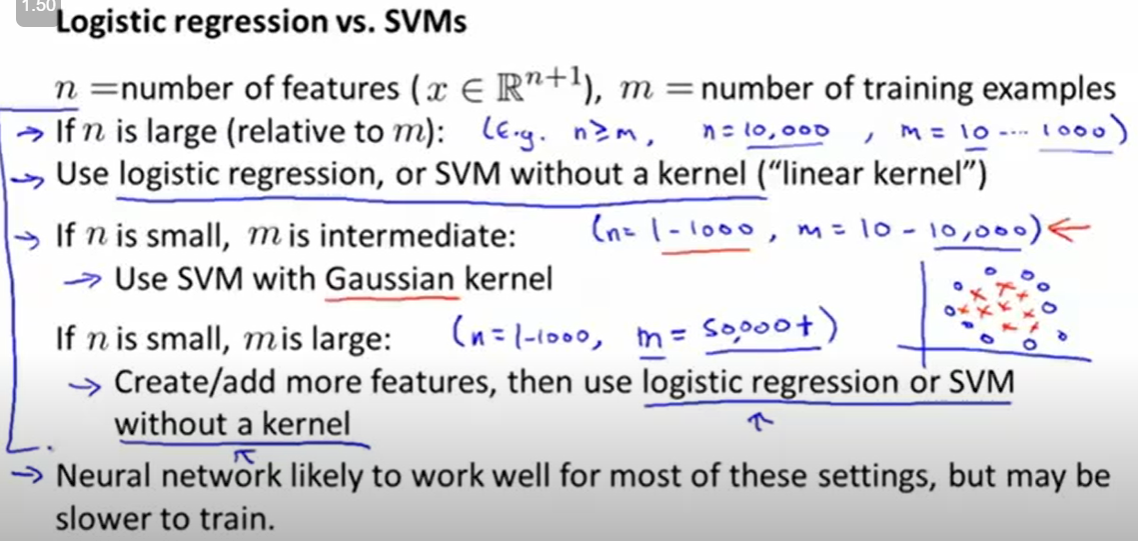 1.50
Logistic regression vs. SVMs
n =number of features (x ∈ ℝⁿ⁺¹), m = number of training examples
→ If n is large (relative to m): (E.g. n≥m, n=10,000, m = 10 .... 1000)
→ Use logistic regression, or SVM without a kernel (“linear kernel”)
→ If n is small, m is intermediate: (n= 1-1000, m = 10 - 10,000) ←
→ Use SVM with Gaussian kernel
If n is small, m is large: (n=1-1000, m = 50,000+)
→ Create/add more features, then use logistic regression or SVM
without a kernel
→ Neural network likely to work well for most of these settings, but may be
slower to train.